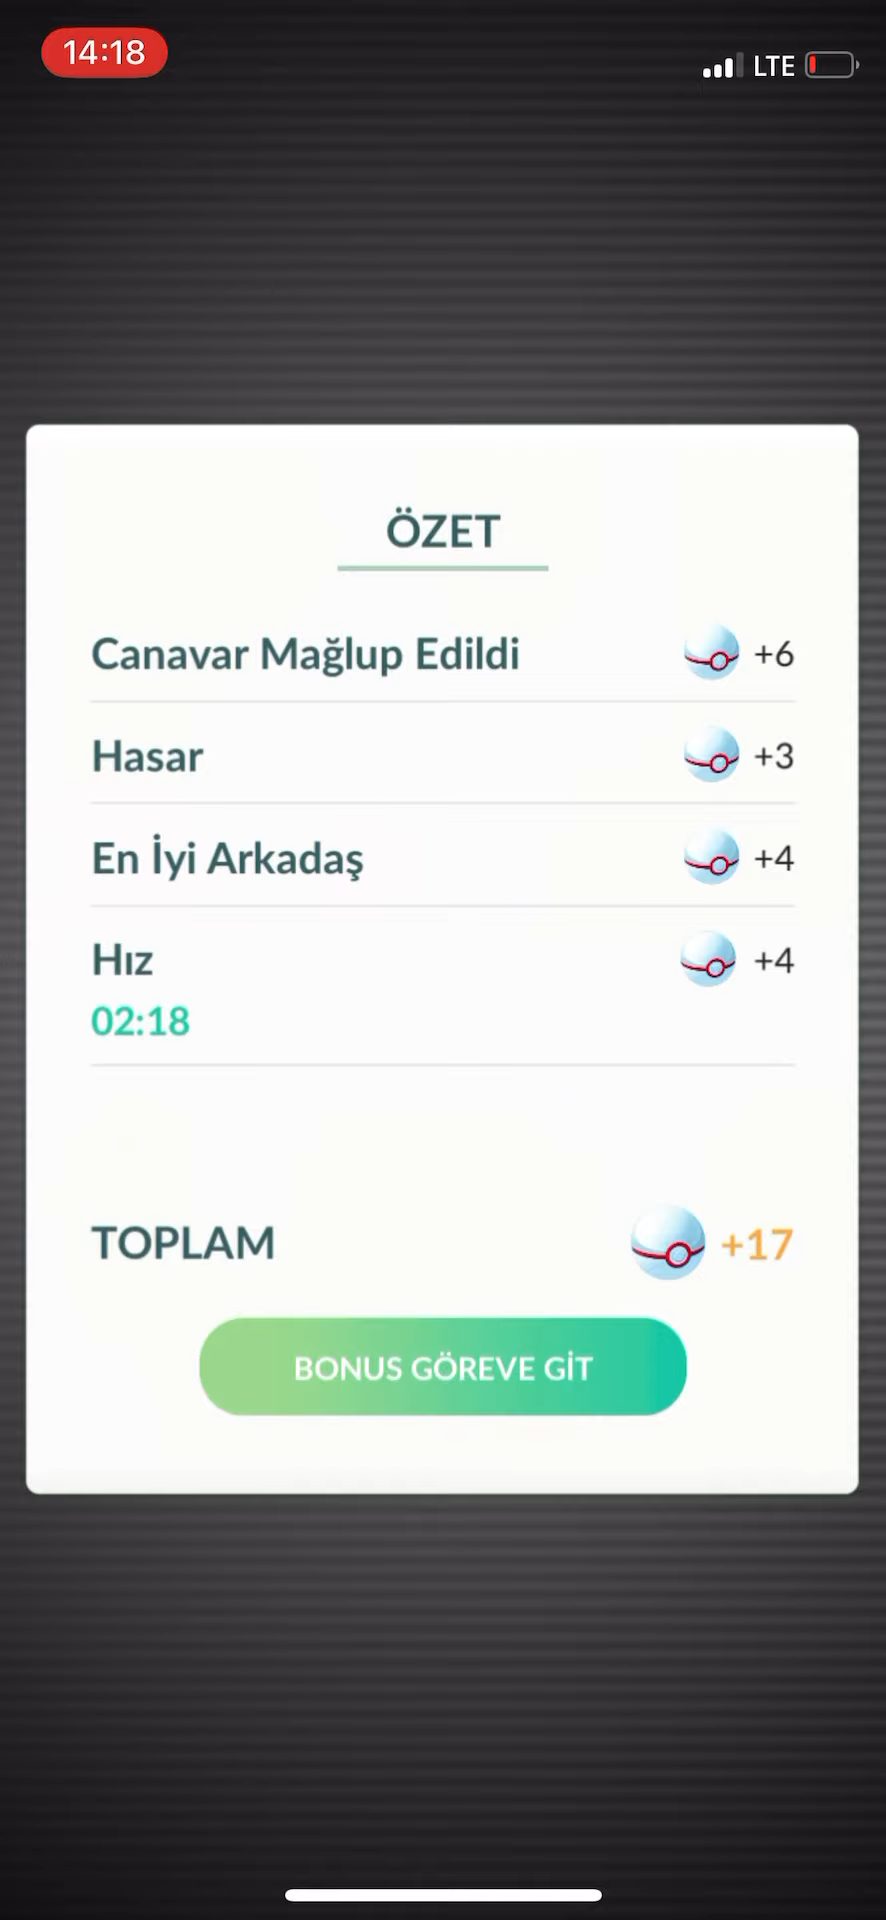 14:18
LTE
ÖZET
Canavar Mağlup Edildi +6
Hasar +3
En İyi Arkadaş +4
Hız +4
02:18
TOPLAM +17
BONUS GÖREVE GİT